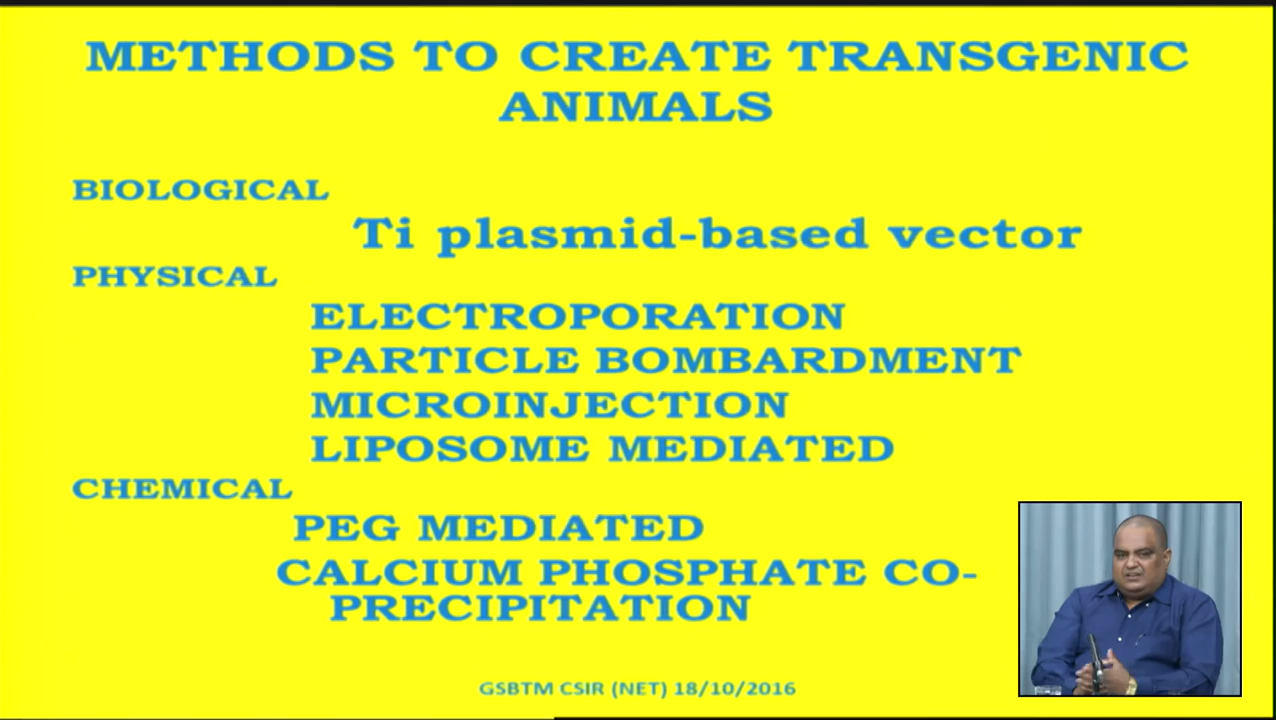 METHODS TO CREATE TRANSGENIC
ANIMALS
BIOLOGICAL
Ti plasmid-based vector
PHYSICAL
ELECTROPORATION
PARTICLE BOMBARDMENT
MICROINJECTION
LIPOSOME MEDIATED
CHEMICAL
PEG MEDIATED
CALCIUM PHOSPHATE CO-
PRECIPITATION
GSBTM CSIR (NET) 18/10/2016